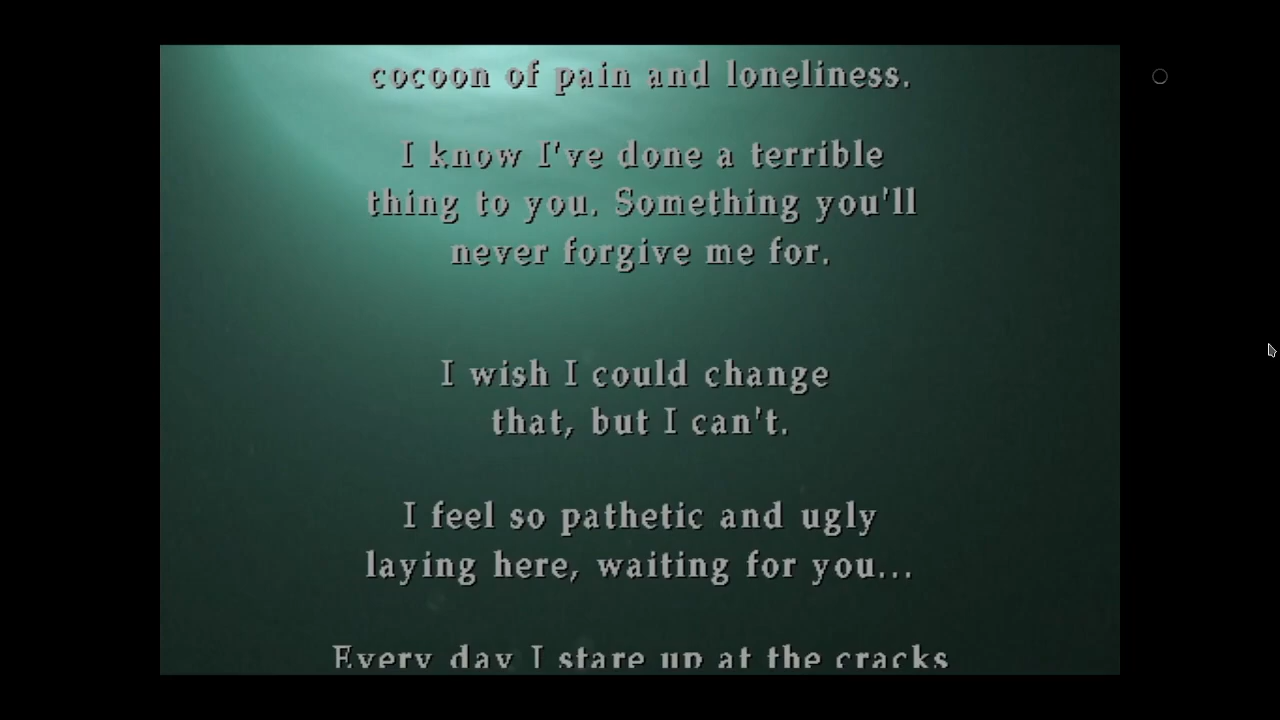 cocoon of pain and loneliness.
I know I've done a terrible
thing to you. Something you'll
never forgive me for.
I wish I could change
that, but I can't.
I feel so pathetic and ugly
laying here, waiting for you...
Every day I stare up at the cracks